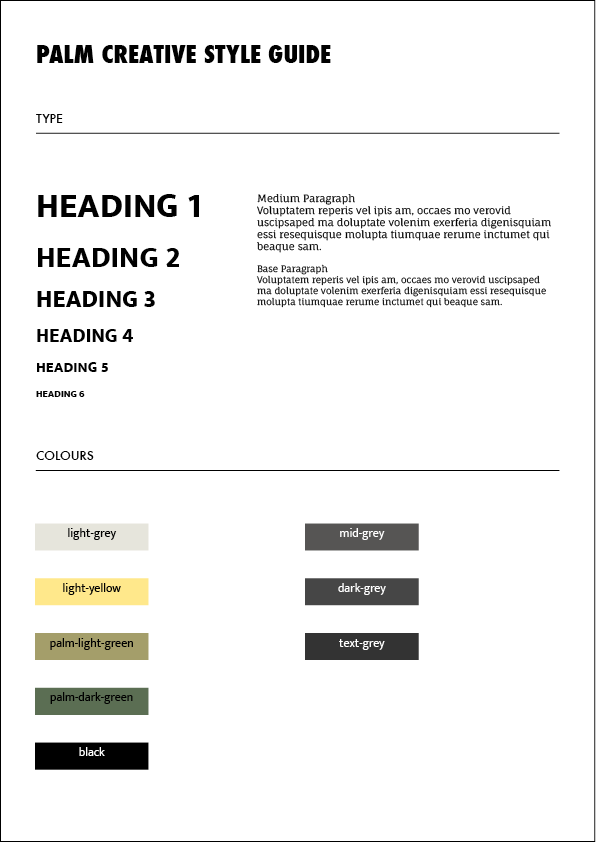 PALM CREATIVE STYLE GUIDE
TYPE
HEADING 1
HEADING 2
HEADING 3
HEADING 4
HEADING 5
HEADING 6
Medium Paragraph
Voluptatem reperis vel ipis am, occaes mo verovid
uscipsaped ma doluptate volenim exerferia digenisquiam
essi resequisque molupta tiumquae rerume inctumet qui
beaque sam.
Base Paragraph
Voluptatem reperis vel ipis am, occaes mo verovid uscipsaped
ma doluptate volenim exerferia digenisquiam essi resequisque
molupta tiumquae rerume inctumet qui beaque sam.
COLOURS
light-grey
light-yellow
palm-light-green
palm-dark-green
black
mid-grey
dark-grey
text-grey